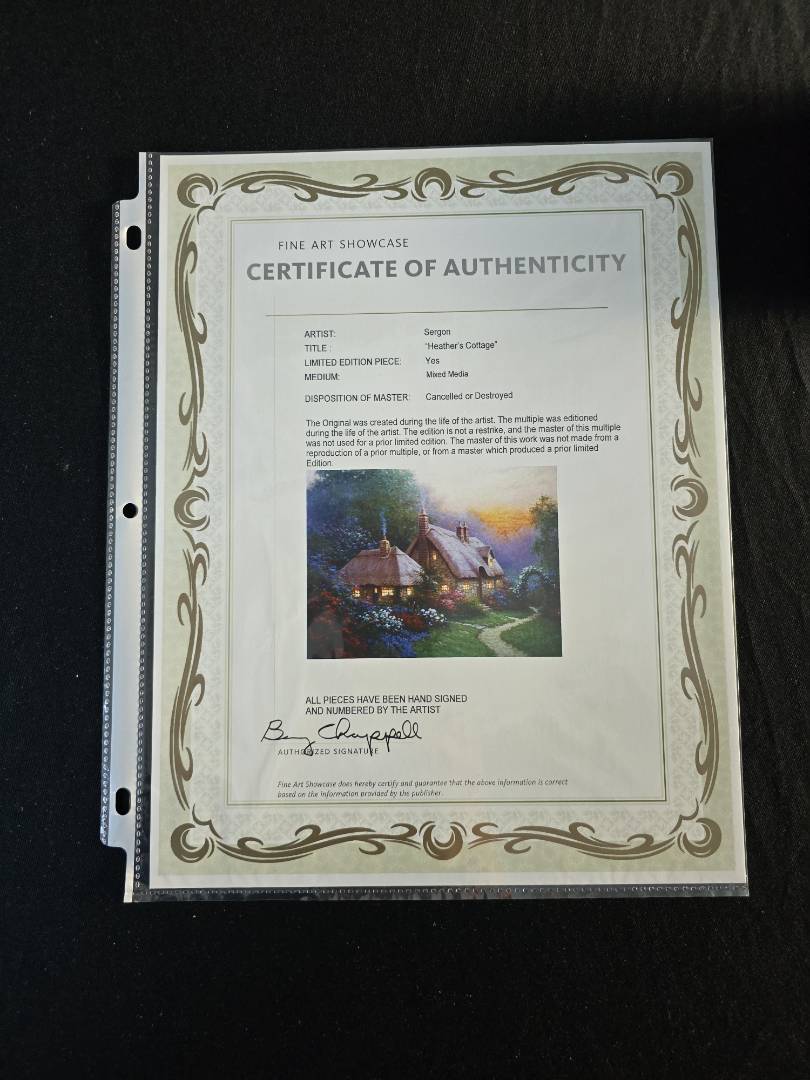 FINE ART SHOWCASE
CERTIFICATE OF AUTHENTICITY
ARTIST: Sergon
TITLE : "Heather's Cottage"
LIMITED EDITION PIECE: Yes
MEDIUM: Mixed Media
DISPOSITION OF MASTER: Cancelled or Destroyed
The Original was created during the life of the artist. The multiple was editioned
during the life of the artist. The edition is not a restrike, and the master of this multiple
was not used for a prior limited edition. The master of this work was not made from a
reproduction of a prior multiple, or from a master which produced a prior limited
Edition.
ALL PIECES HAVE BEEN HAND SIGNED
AND NUMBERED BY THE ARTIST
Chappell
AUTHORIZED SIGNATURE
Fine Art Showcase does hereby certify and guarantee that the above information is correct
based on the information provided by the publisher.